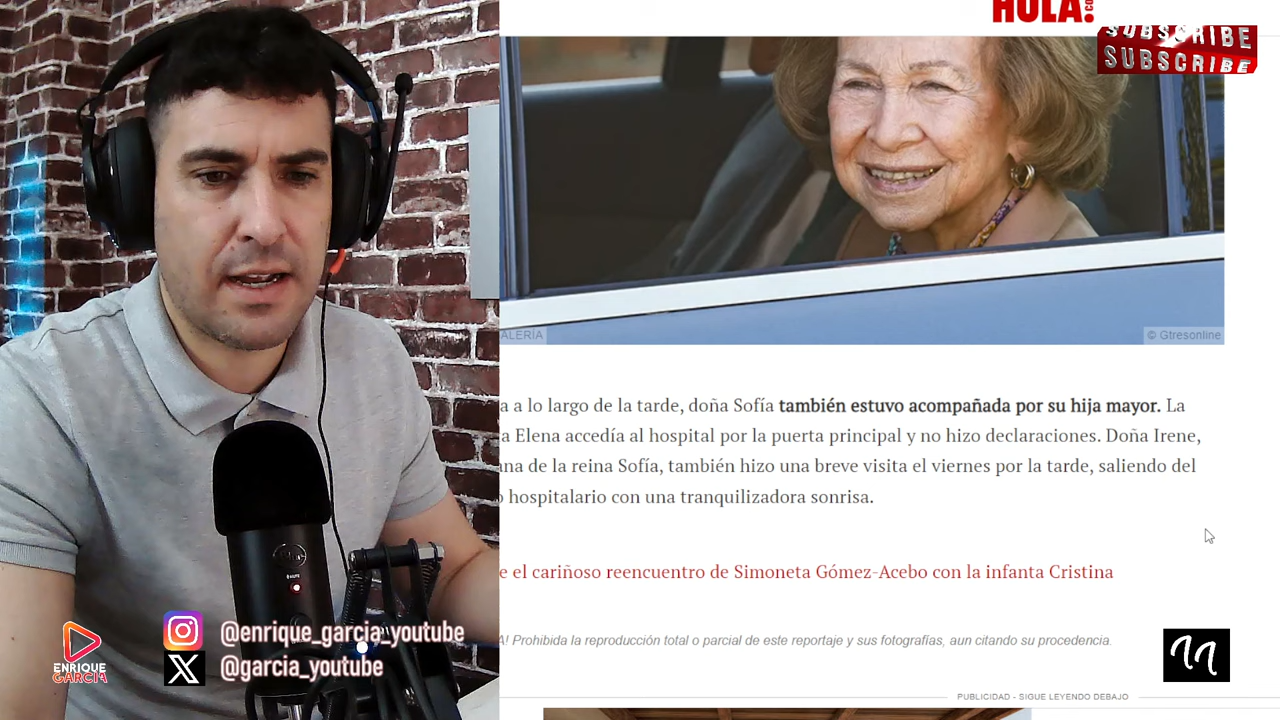 ¡HOLA!
SUBSCRIBE
SUBSCRIBE
ALERÍA
© Gtresonline
a a lo largo de la tarde, doña Sofía también estuvo acompañada por su hija mayor. La
a Elena accedía al hospital por la puerta principal y no hizo declaraciones. Doña Irene,
ana de la reina Sofía, también hizo una breve visita el viernes por la tarde, saliendo del
o hospitalario con una tranquilizadora sonrisa.
e el cariñoso reencuentro de Simoneta Gómez-Acebo con la infanta Cristina
A! Prohibida la reproducción total o parcial de este reportaje y sus fotografías, aun citando su procedencia.
PUBLICIDAD - SIGUE LEYENDO DEBAJO
ENRIQUE
GARCIA
@enrique_garcia_youtube
@garcia_youtube